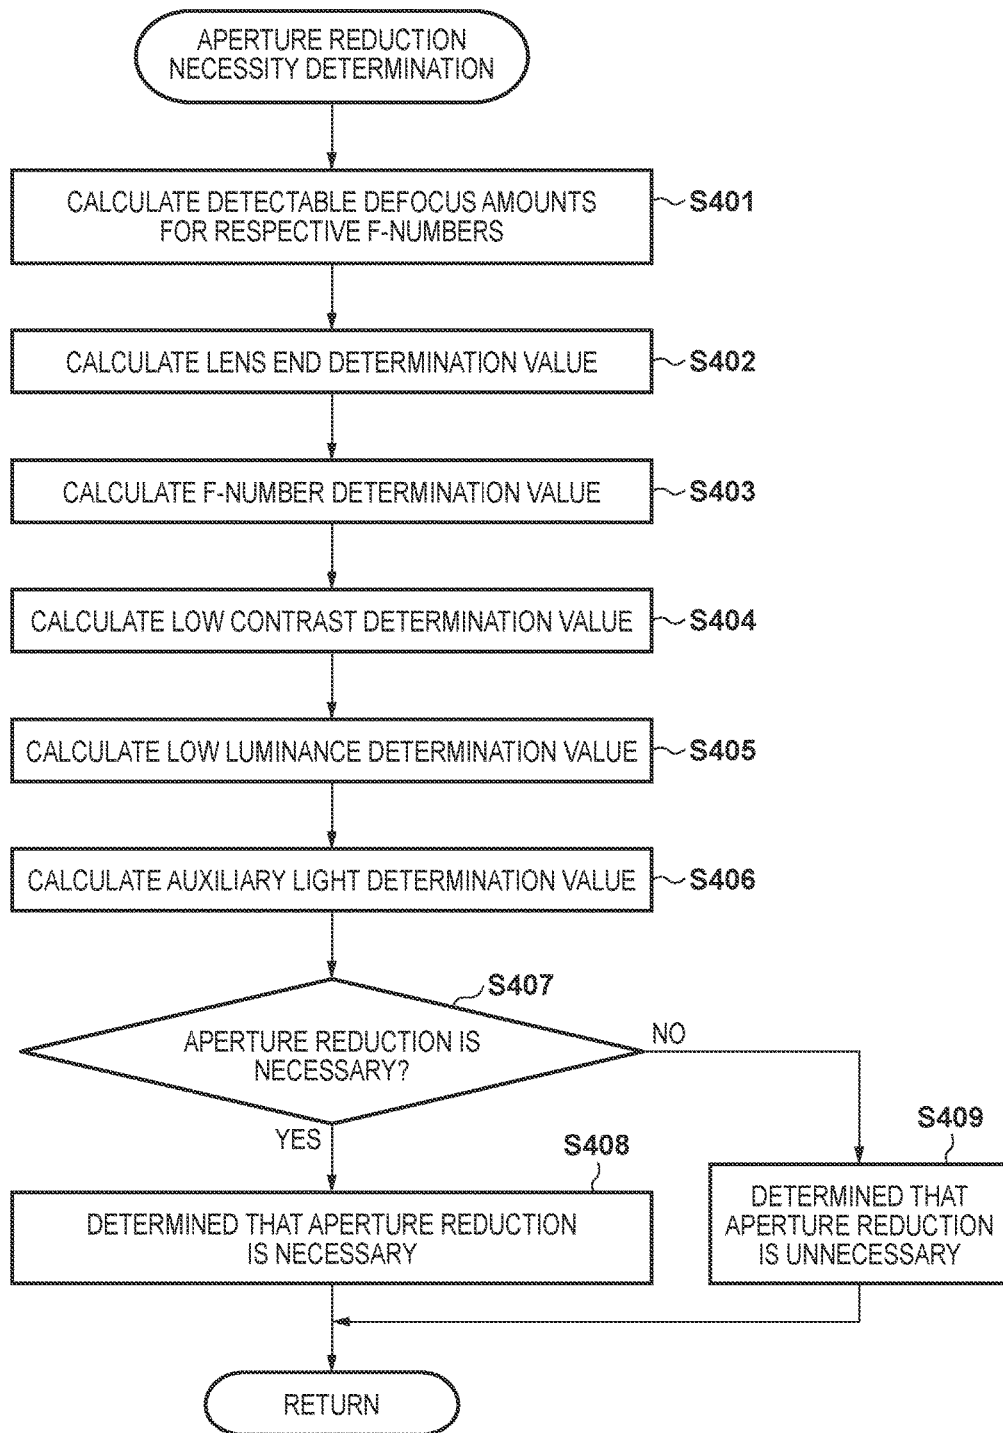 APERTURE REDUCTION
NECESSITY DETERMINATION
CALCULATE DETECTABLE DEFOCUS AMOUNTS
FOR RESPECTIVE F-NUMBERS
S401
CALCULATE LENS END DETERMINATION VALUE
S402
CALCULATE F-NUMBER DETERMINATION VALUE
S403
CALCULATE LOW CONTRAST DETERMINATION VALUE
S404
CALCULATE LOW LUMINANCE DETERMINATION VALUE
S405
CALCULATE AUXILIARY LIGHT DETERMINATION VALUE
S406
S407
APERTURE REDUCTION IS
NECESSARY?
NO
YES
S408
DETERMINED THAT APERTURE REDUCTION
IS NECESSARY
S409
DETERMINED THAT
APERTURE REDUCTION
IS UNNECESSARY
RETURN